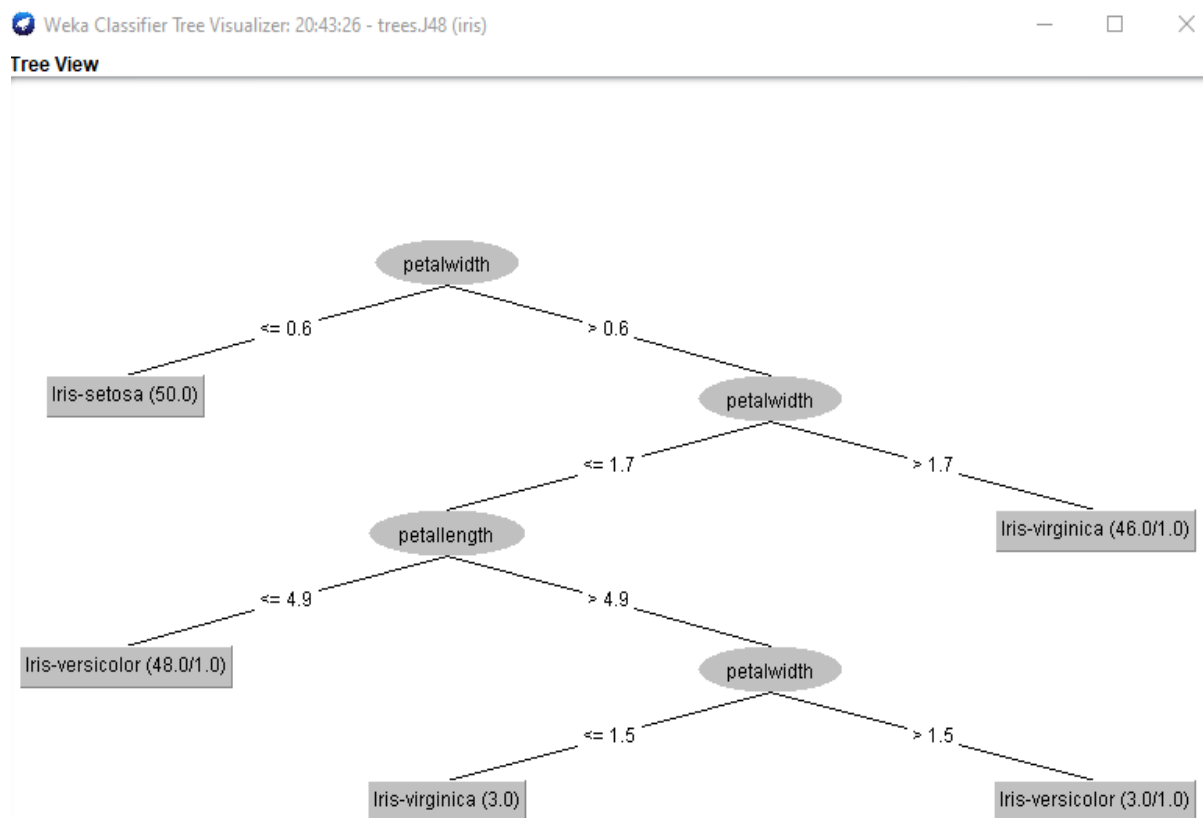 Weka Classifier Tree Visualizer: 20:43:26 - trees.J48 (iris)
Tree View
petalwidth
<= 0.6
> 0.6
Iris-setosa (50.0)
petalwidth
<= 1.7
> 1.7
petallength
Iris-virginica (46.0/1.0)
<= 4.9
> 4.9
Iris-versicolor (48.0/1.0)
petalwidth
<= 1.5
> 1.5
Iris-virginica (3.0)
Iris-versicolor (3.0/1.0)